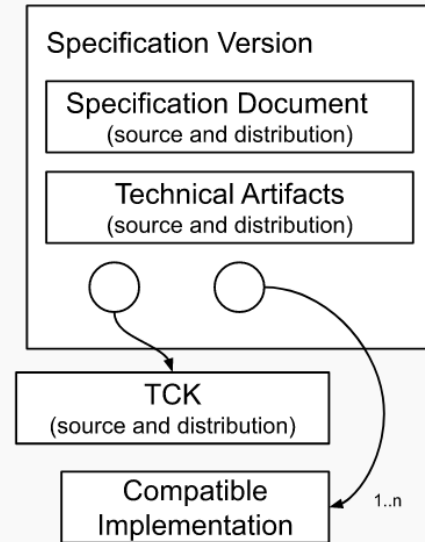 Specification Version
Specification Document
(source and distribution)
Technical Artifacts
(source and distribution)
TCK
(source and distribution)
Compatible
Implementation
1..n